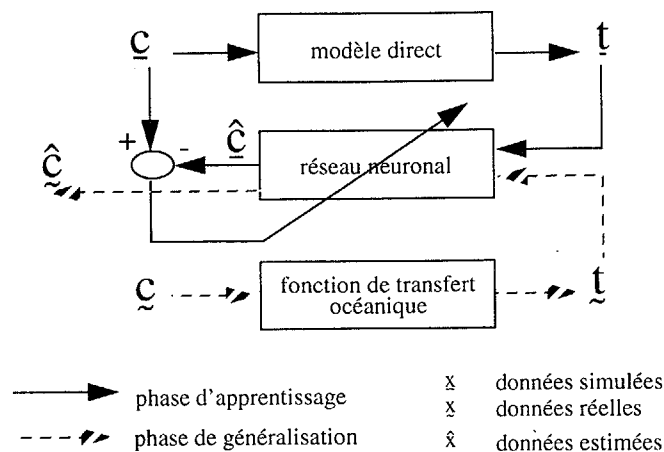 c̲ modèle direct t̲
+ - ĉ̲
ĉ̰ réseau neuronal
c̰ fonction de transfert t̰
océanique
phase d'apprentissage x̲ données simulées
x̰ données réelles
phase de généralisation x̂ données estimées